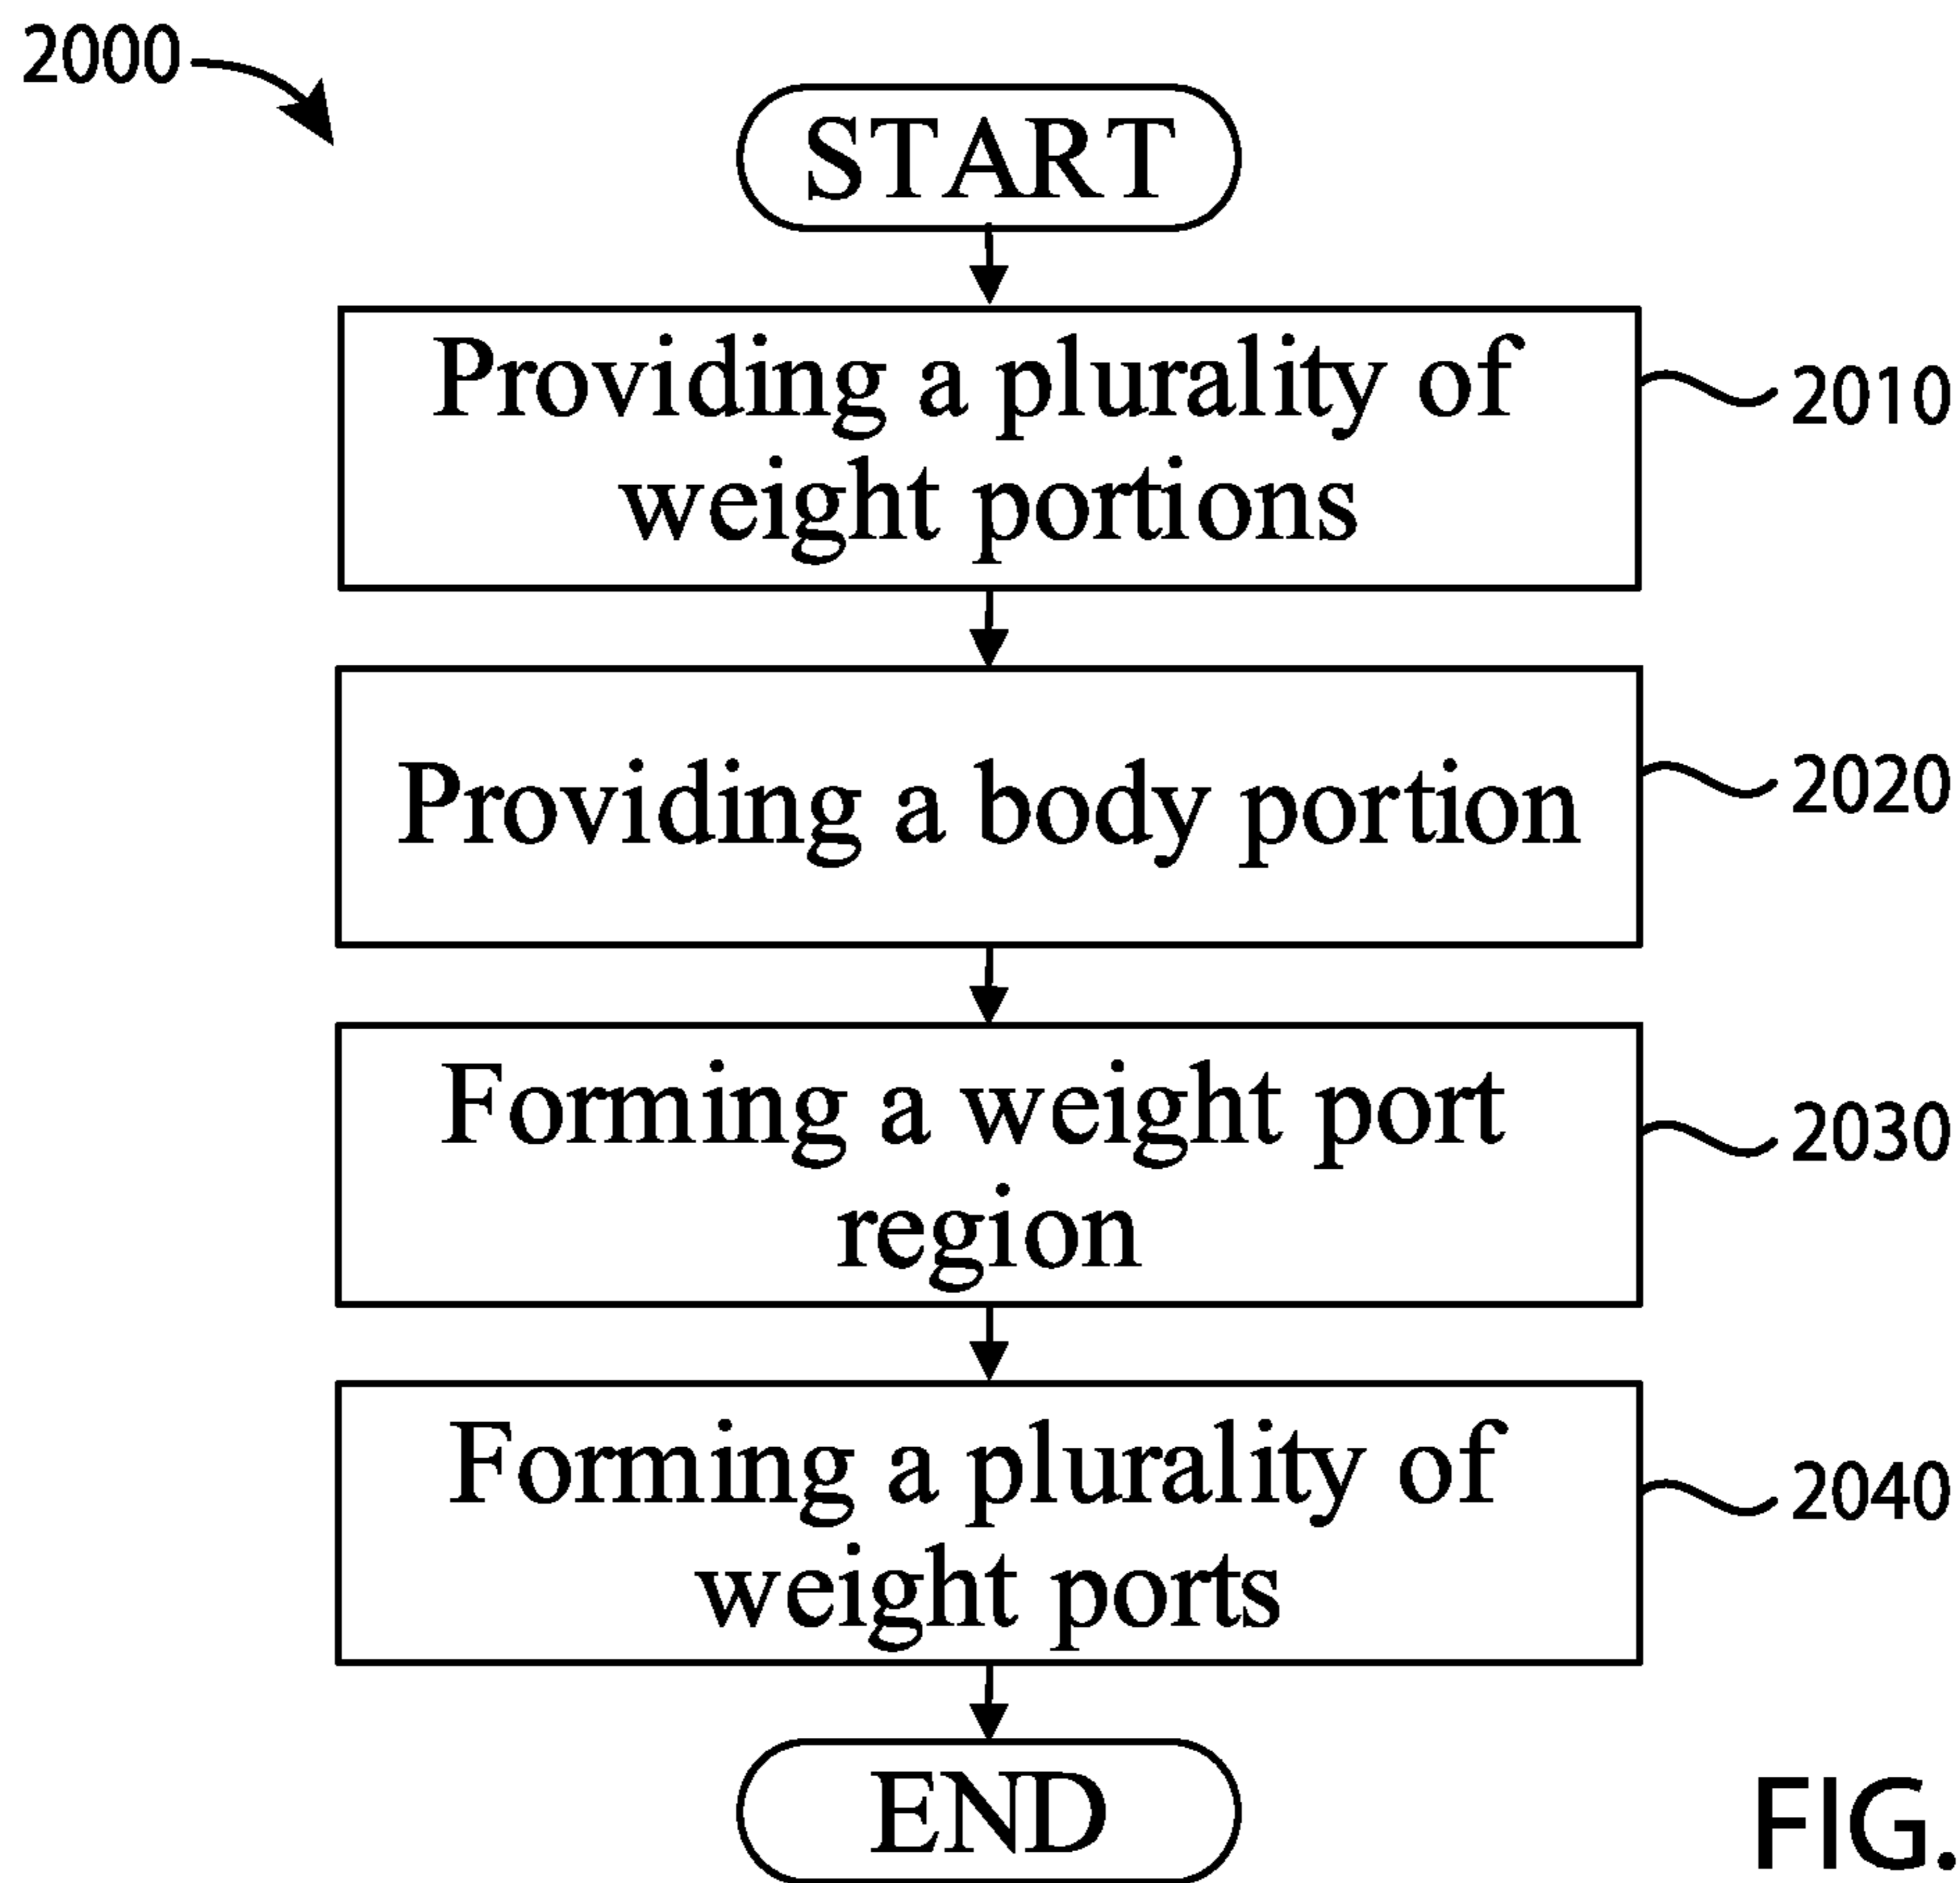 2000
START
Providing a plurality of
weight portions
2010
Providing a body portion
2020
Forming a weight port
region
2030
Forming a plurality of
weight ports
2040
END
FIG.